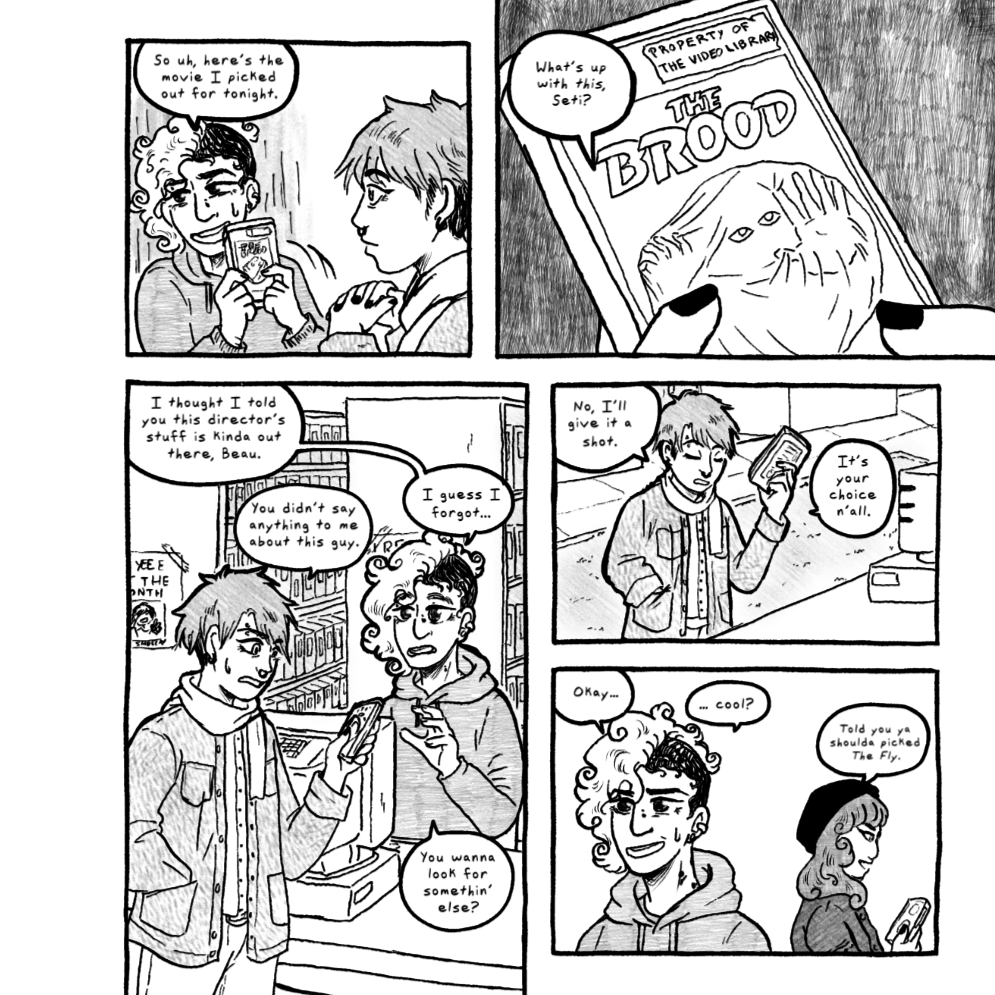 So uh, here's the
movie I picked
out for tonight.
What's up
with this,
Seti?
PROPERTY OF
THE VIDEO LIBRARY
THE
BROOD
I thought I told
you this director's
stuff is kinda out
there, Beau.
I guess I
forgot...
You didn't say
anything to me
about this guy.
You wanna
look for
somethin'
else?
No, I'll
give it a
shot.
It's
your
choice
n'all.
Okay...
... cool?
Told you ya
shoulda picked
The Fly.